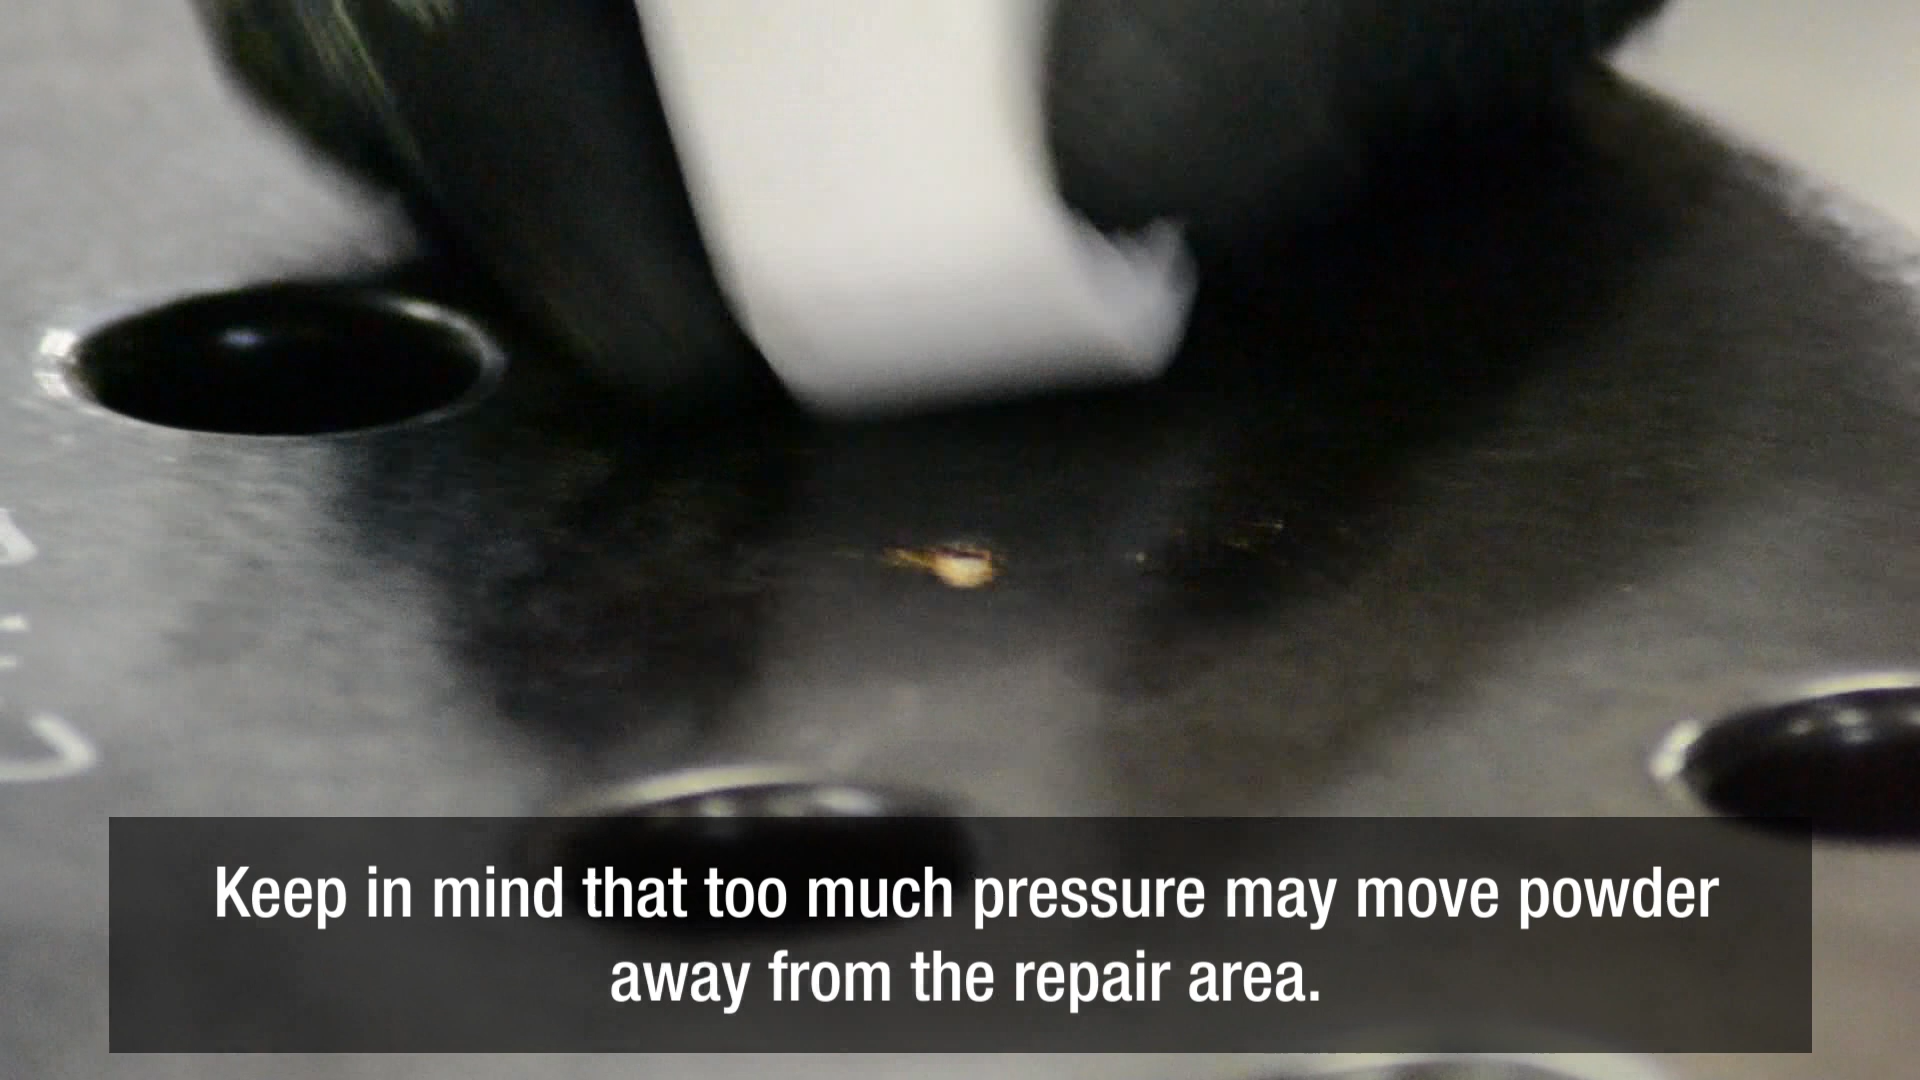 Keep in mind that too much pressure may move powder
away from the repair area.